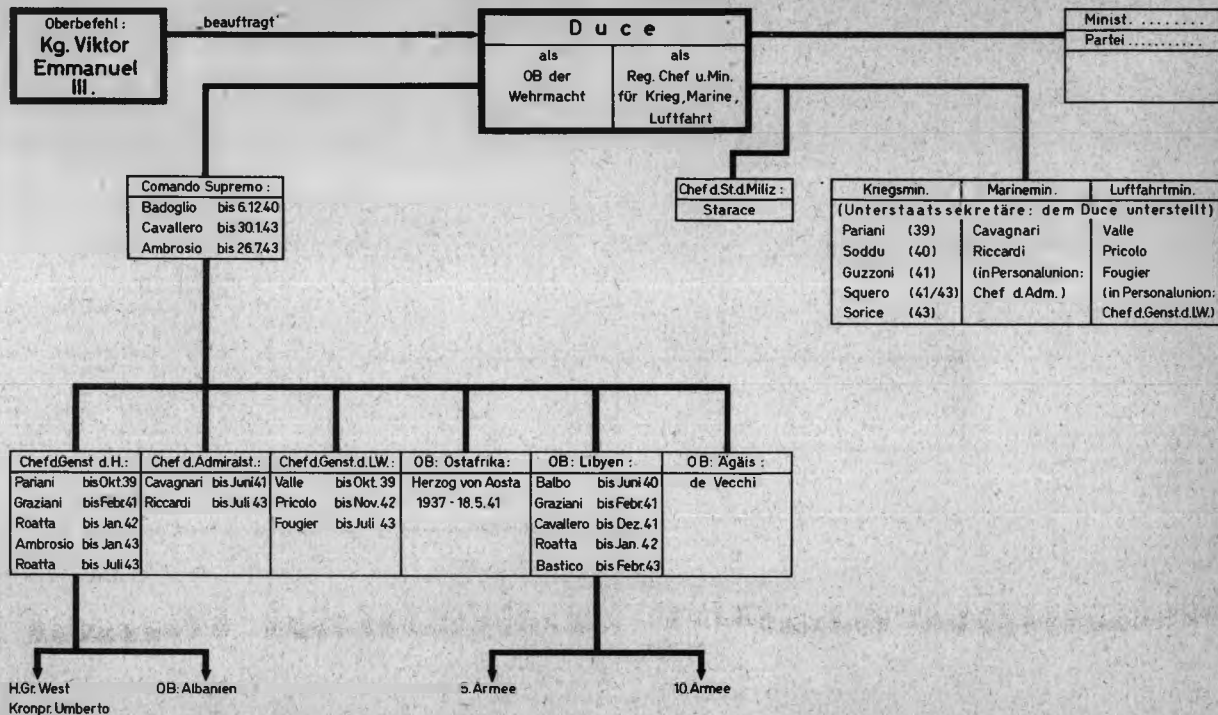 Oberbefehl :
Kg. Viktor
Emmanuel
III.
„beauftragt"
Duce
als
OB der
Wehrmacht
als
Reg. Chef u. Min.
für Krieg, Marine,
Luftfahrt
Minist. . . . . . . . .
Partei . . . . . . . . . . .
Comando Supremo :
Badoglio bis 6.12.40
Cavallero bis 30.1.43
Ambrosio bis 26.7.43
Chef d. St. d. Miliz :
Starace
Kriegsmin. Marinemin. Luftfahrtmin.
(Unterstaatssekretäre: dem Duce unterstellt)
Pariani (39)
Soddu (40)
Guzzoni (41)
Squero (41/43)
Sorice (43)
Cavagnari
Riccardi
(in Personalunion:
Chef d. Adm.)
Valle
Pricolo
Fougier
(in Personalunion:
Chef d. Genst. d. LW.)
Chef d. Genst d. H.:
Pariani bis Okt. 39
Graziani bis Febr. 41
Roatta bis Jan. 42
Ambrosio bis Jan. 43
Roatta bis Juli 43
Chef d. Admiralst.:
Cavagnari bis Juni 41
Riccardi bis Juli 43
Chef d. Genst. d. LW.:
Valle bis Okt. 39
Pricolo bis Nov. 42
Fougier bis Juli 43
OB: Ostafrika:
Herzog von Aosta
1937 - 18.5.41
OB: Libyen :
Balbo bis Juni 40
Graziani bis Febr. 41
Cavallero bis Dez. 41
Roatta bis Jan. 42
Bastico bis Febr. 43
OB: Ägäis :
de Vecchi
H.Gr. West
Kronpr. Umberto
OB: Albanien
5. Armee
10. Armee